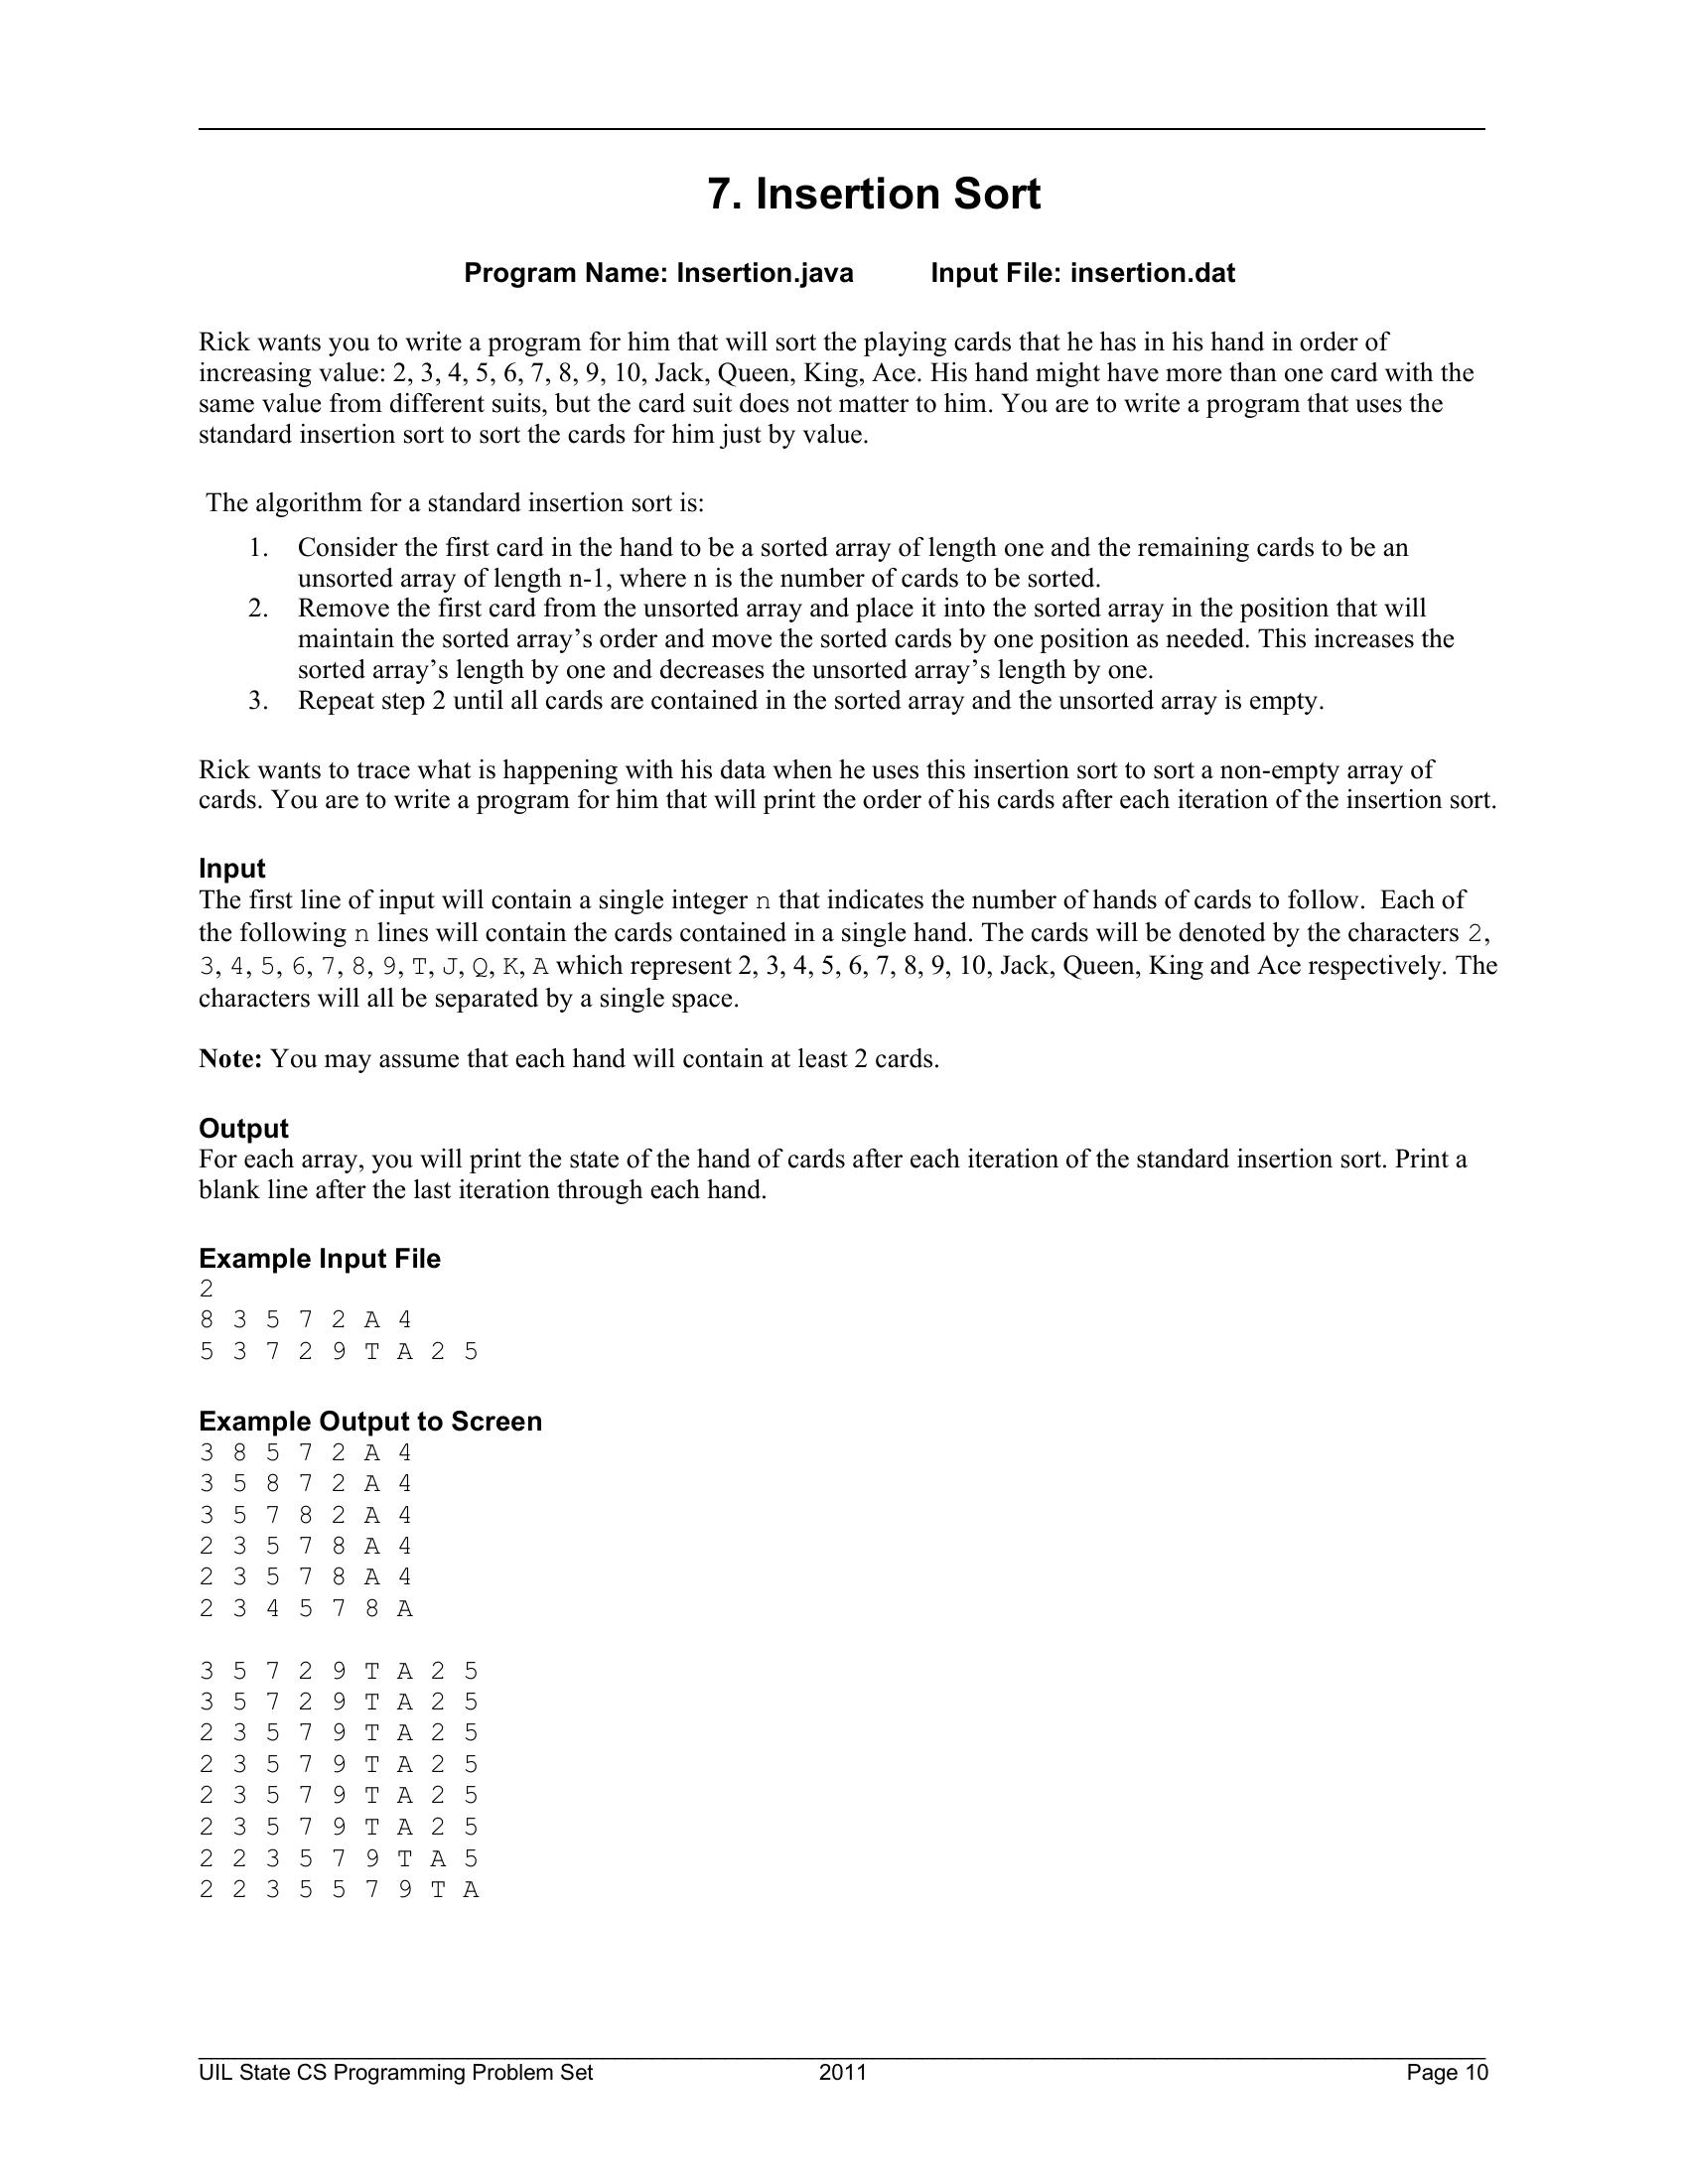 7. Insertion Sort
Program Name: Insertion.java Input File: insertion.dat
Rick wants you to write a program for him that will sort the playing cards that he has in his hand in order of
increasing value: 2, 3, 4, 5, 6, 7, 8, 9, 10, Jack, Queen, King, Ace. His hand might have more than one card with the
same value from different suits, but the card suit does not matter to him. You are to write a program that uses the
standard insertion sort to sort the cards for him just by value.
The algorithm for a standard insertion sort is:
1. Consider the first card in the hand to be a sorted array of length one and the remaining cards to be an
unsorted array of length n-1, where n is the number of cards to be sorted.
2. Remove the first card from the unsorted array and place it into the sorted array in the position that will
maintain the sorted array’s order and move the sorted cards by one position as needed. This increases the
sorted array’s length by one and decreases the unsorted array’s length by one.
3. Repeat step 2 until all cards are contained in the sorted array and the unsorted array is empty.
Rick wants to trace what is happening with his data when he uses this insertion sort to sort a non-empty array of
cards. You are to write a program for him that will print the order of his cards after each iteration of the insertion sort.
Input
The first line of input will contain a single integer n that indicates the number of hands of cards to follow. Each of
the following n lines will contain the cards contained in a single hand. The cards will be denoted by the characters 2,
3, 4, 5, 6, 7, 8, 9, T, J, Q, K, A which represent 2, 3, 4, 5, 6, 7, 8, 9, 10, Jack, Queen, King and Ace respectively. The
characters will all be separated by a single space.
Note: You may assume that each hand will contain at least 2 cards.
Output
For each array, you will print the state of the hand of cards after each iteration of the standard insertion sort. Print a
blank line after the last iteration through each hand.
Example Input File
2
8 3 5 7 2 A 4
5 3 7 2 9 T A 2 5
Example Output to Screen
3 8 5 7 2 A 4
3 5 8 7 2 A 4
3 5 7 8 2 A 4
2 3 5 7 8 A 4
2 3 5 7 8 A 4
2 3 4 5 7 8 A
3 5 7 2 9 T A 2 5
3 5 7 2 9 T A 2 5
2 3 5 7 9 T A 2 5
2 3 5 7 9 T A 2 5
2 3 5 7 9 T A 2 5
2 3 5 7 9 T A 2 5
2 2 3 5 7 9 T A 5
2 2 3 5 5 7 9 T A
UIL State CS Programming Problem Set 2011 Page 10